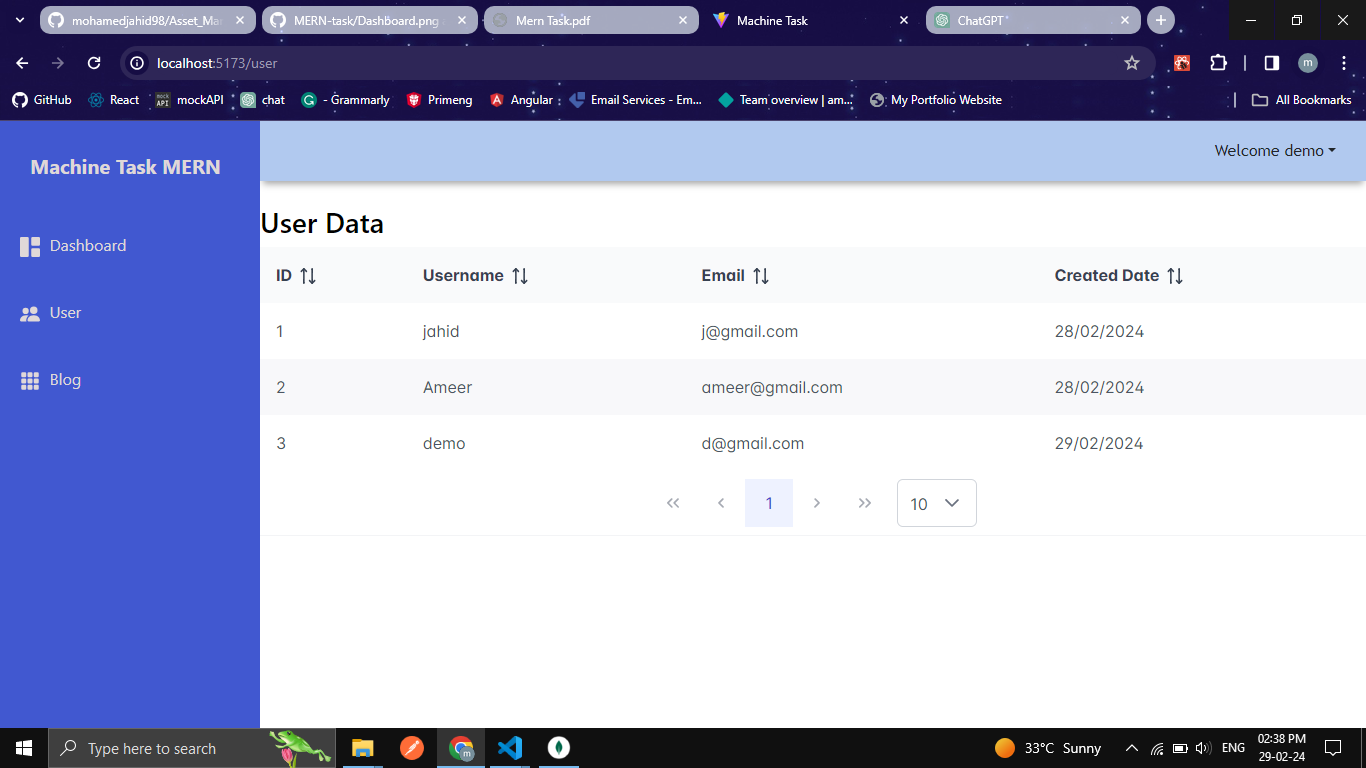 mohamedjahid98/Asset_Ma
MERN-task/Dashboard.png
Mern Task.pdf
Machine Task
ChatGPT
localhost:5173/user
m
GitHub
React
mock API
mockAPI
chat
- Grammarly
Primeng
Angular
Email Services - Em...
Team overview | am...
My Portfolio Website
All Bookmarks
Machine Task MERN
Welcome demo
Dashboard
User
Blog
User Data
ID Username Email Created Date
1 jahid j@gmail.com 28/02/2024
2 Ameer ameer@gmail.com 28/02/2024
3 demo d@gmail.com 29/02/2024
1 10
Type here to search
m
33°C Sunny
ENG
02:38 PM
29-02-24